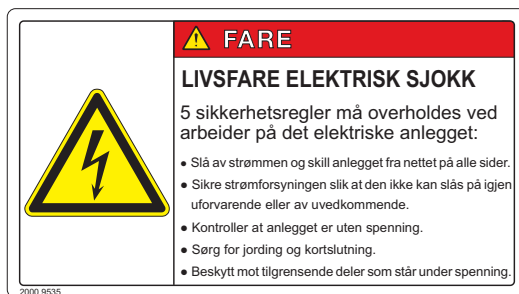 FARE
LIVSFARE ELEKTRISK SJOKK
5 sikkerhetsregler må overholdes ved
arbeider på det elektriske anlegget:
● Slå av strømmen og skill anlegget fra nettet på alle sider.
● Sikre strømforsyningen slik at den ikke kan slås på igjen
uforvarende eller av uvedkommende.
● Kontroller at anlegget er uten spenning.
● Sørg for jording og kortslutning.
● Beskytt mot tilgrensende deler som står under spenning.
2000 9535